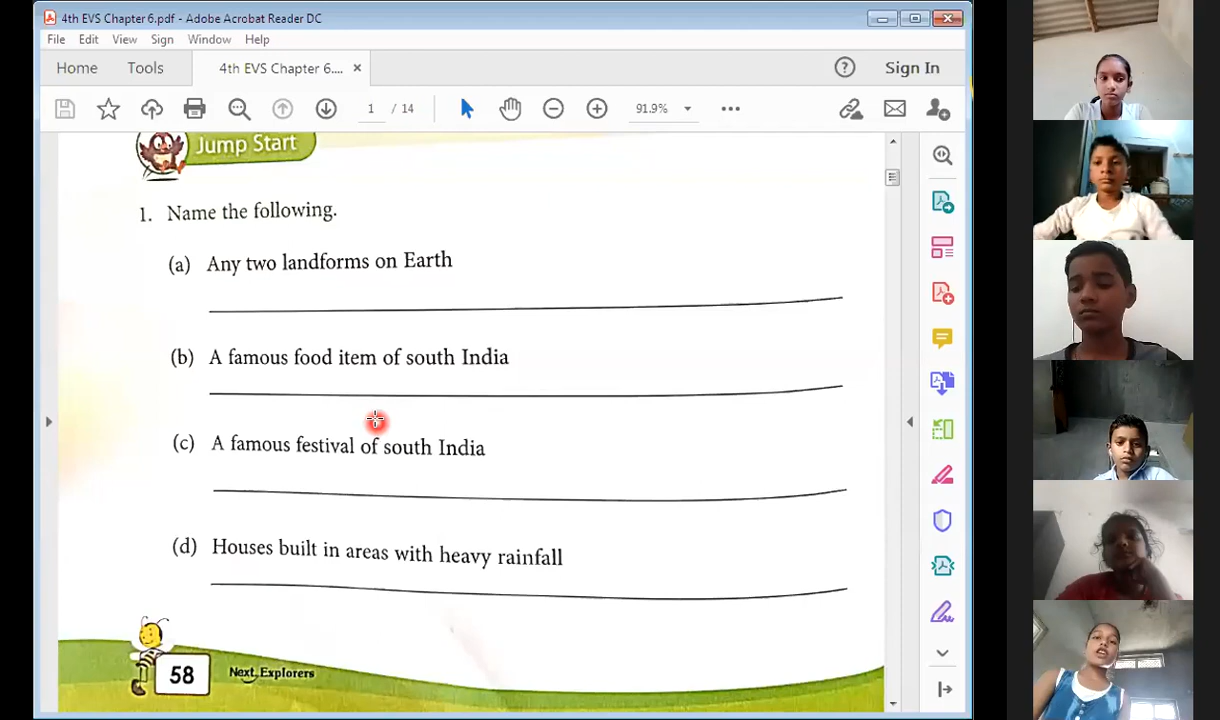 4th EVS Chapter 6.pdf - Adobe Acrobat Reader DC
File Edit View Sign Window Help
Home Tools 4th EVS Chapter 6.... × Sign In
1 / 14 91.9%
Jump Start
1. Name the following.
(a) Any two landforms on Earth
(b) A famous food item of south India
(c) A famous festival of south India
(d) Houses built in areas with heavy rainfall
58 Next Explorers